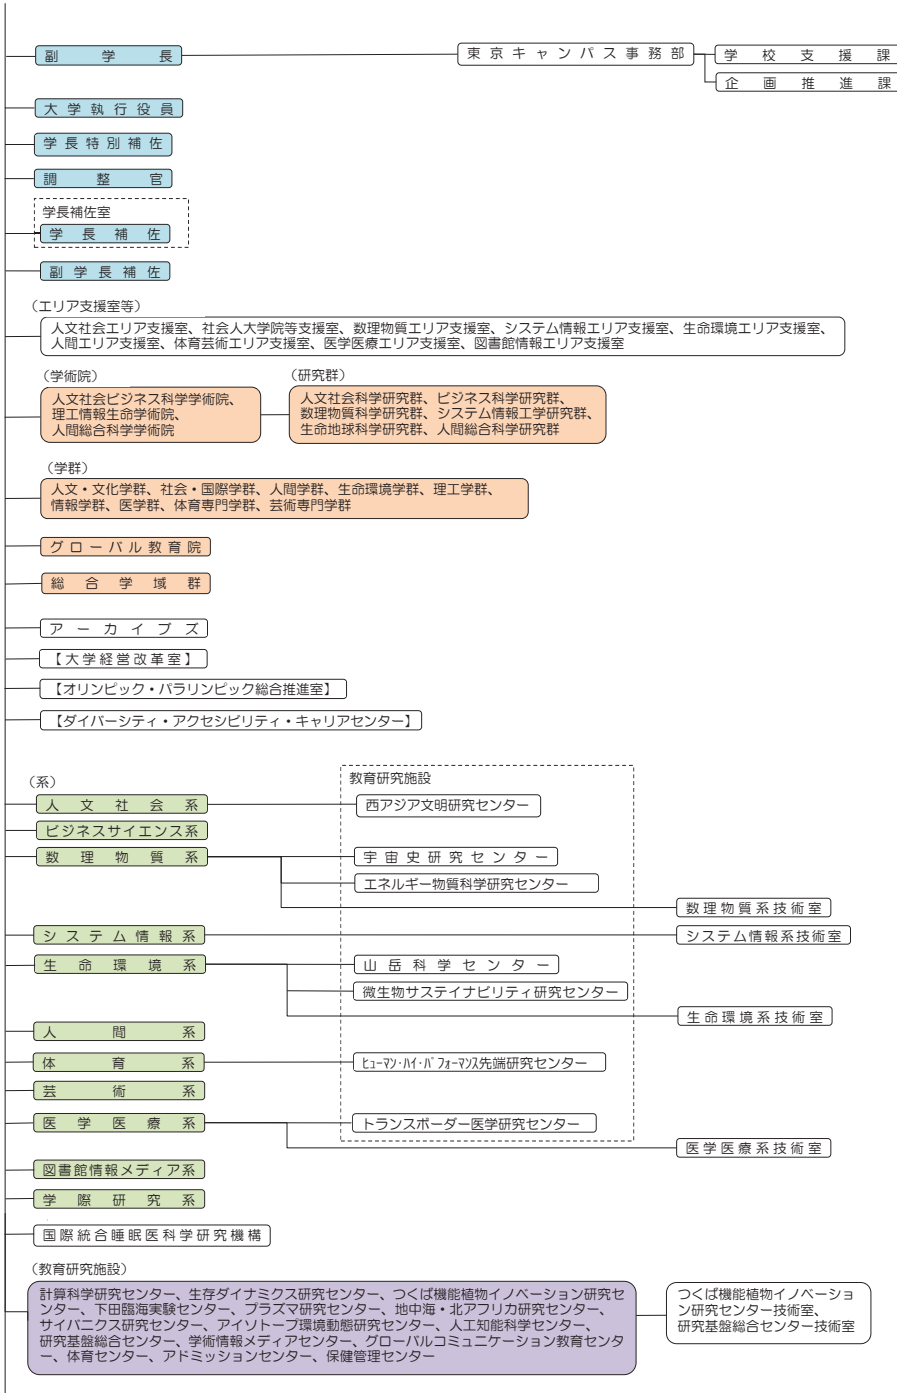 副学長
東京キャンパス事務部
学校支援課
企画推進課
大学執行役員
学長特別補佐
調整官
学長補佐室
学長補佐
副学長補佐
（エリア支援室等）
人文社会エリア支援室、社会人大学院等支援室、数理物質エリア支援室、システム情報エリア支援室、生命環境エリア支援室、
人間エリア支援室、体育芸術エリア支援室、医学医療エリア支援室、図書館情報エリア支援室
（学術院）
人文社会ビジネス科学学術院、
理工情報生命学術院、
人間総合科学学術院
（研究群）
人文社会科学研究群、ビジネス科学研究群、
数理物質科学研究群、システム情報工学研究群、
生命地球科学研究群、人間総合科学研究群
（学群）
人文・文化学群、社会・国際学群、人間学群、生命環境学群、理工学群、
情報学群、医学群、体育専門学群、芸術専門学群
グローバル教育院
総合学域群
アーカイブズ
【大学経営改革室】
【オリンピック・パラリンピック総合推進室】
【ダイバーシティ・アクセシビリティ・キャリアセンター】
（系）
教育研究施設
人文社会系
西アジア文明研究センター
ビジネスサイエンス系
数理物質系
宇宙史研究センター
エネルギー物質科学研究センター
数理物質系技術室
システム情報系
システム情報系技術室
生命環境系
山岳科学センター
微生物サステイナビリティ研究センター
生命環境系技術室
人間系
体育系
ﾋｭｰﾏﾝ･ﾊｲ･ﾊﾟﾌｫｰﾏﾝｽ先端研究センター
芸術系
医学医療系
トランスボーダー医学研究センター
医学医療系技術室
図書館情報メディア系
学際研究系
国際統合睡眠医科学研究機構
（教育研究施設）
計算科学研究センター、生存ダイナミクス研究センター、つくば機能植物イノベーション研究セ
ンター、下田臨海実験センター、プラズマ研究センター、地中海・北アフリカ研究センター、
サイバニクス研究センター、アイソトープ環境動態研究センター、人工知能科学センター、
研究基盤総合センター、学術情報メディアセンター、グローバルコミュニケーション教育センタ
ー、体育センター、アドミッションセンター、保健管理センター
つくば機能植物イノベーショ
ン研究センター技術室、
研究基盤総合センター技術室